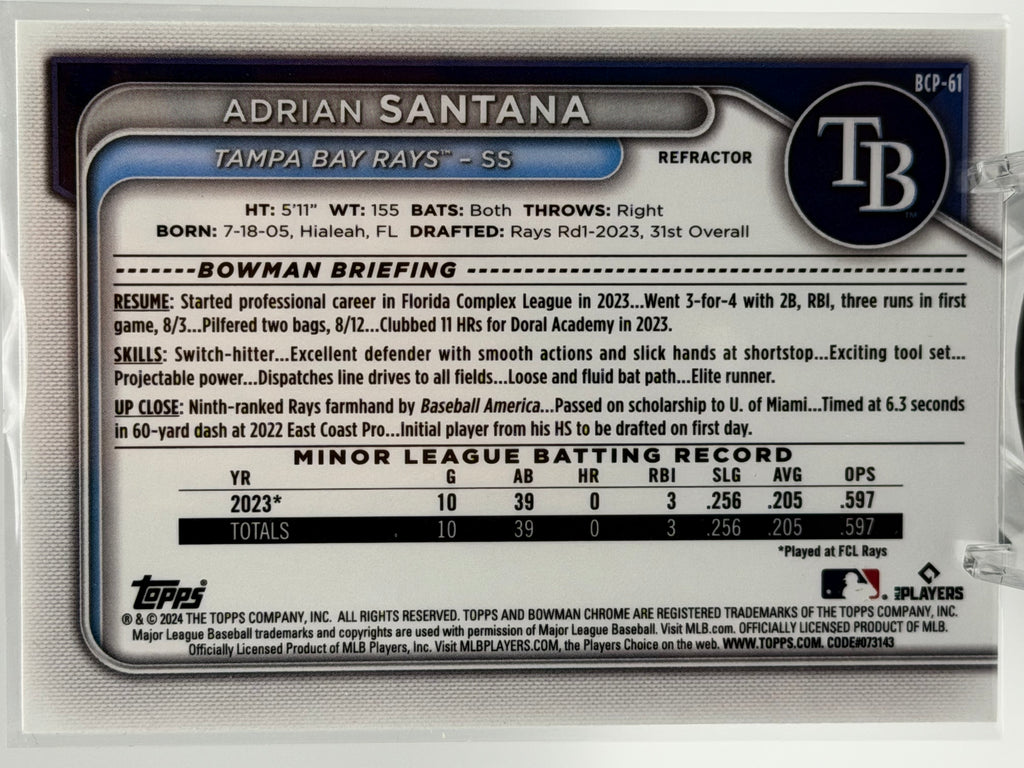 BCP-61
ADRIAN SANTANA
TAMPA BAY RAYS™ - SS
REFRACTOR
TB
TM
HT: 5'11" WT: 155 BATS: Both THROWS: Right
BORN: 7-18-05, Hialeah, FL DRAFTED: Rays Rd1-2023, 31st Overall
-------BOWMAN BRIEFING --------------------------------------------
RESUME: Started professional career in Florida Complex League in 2023...Went 3-for-4 with 2B, RBI, three runs in first
game, 8/3...Pilfered two bags, 8/12...Clubbed 11 HRs for Doral Academy in 2023.
SKILLS: Switch-hitter...Excellent defender with smooth actions and slick hands at shortstop...Exciting tool set...
Projectable power...Dispatches line drives to all fields...Loose and fluid bat path...Elite runner.
UP CLOSE: Ninth-ranked Rays farmhand by Baseball America...Passed on scholarship to U. of Miami...Timed at 6.3 seconds
in 60-yard dash at 2022 East Coast Pro...Initial player from his HS to be drafted on first day.
MINOR LEAGUE BATTING RECORD
YR G AB HR RBI SLG AVG OPS
2023* 10 39 0 3 .256 .205 .597
TOTALS 10 39 0 3 .256 .205 .597
*Played at FCL Rays
Topps®
MLB PLAYERS
® & © 2024 THE TOPPS COMPANY, INC. ALL RIGHTS RESERVED. TOPPS AND BOWMAN CHROME ARE REGISTERED TRADEMARKS OF THE TOPPS COMPANY, INC.
Major League Baseball trademarks and copyrights are used with permission of Major League Baseball. Visit MLB.com. OFFICIALLY LICENSED PRODUCT OF MLB.
Officially Licensed Product of MLB Players, Inc. Visit MLBPLAYERS.COM, the Players Choice on the web. WWW.TOPPS.COM. CODE#073143